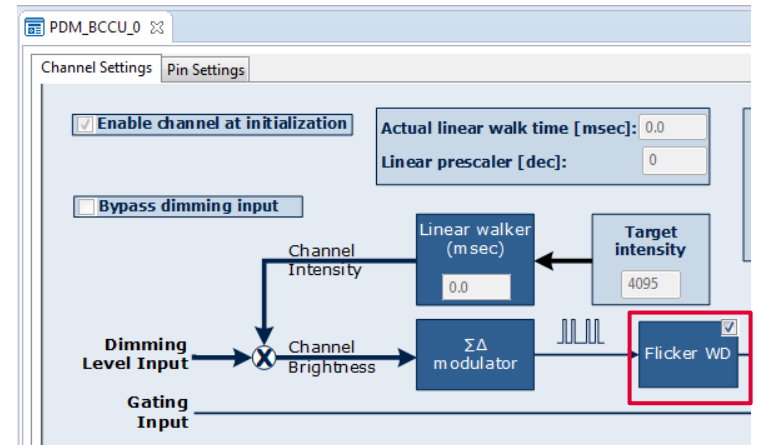 PDM_BCCU_0
Channel Settings Pin Settings
Enable channel at initialization
Actual linear walk time [msec]: 0.0
Linear prescaler [dec]: 0
Bypass dimming input
Linear walker
(msec)
0.0
Target
intensity
4095
Channel
Intensity
Dimming
Level Input
X
Channel
Brightness
ΣΔ
modulator
Flicker WD
Gating
Input